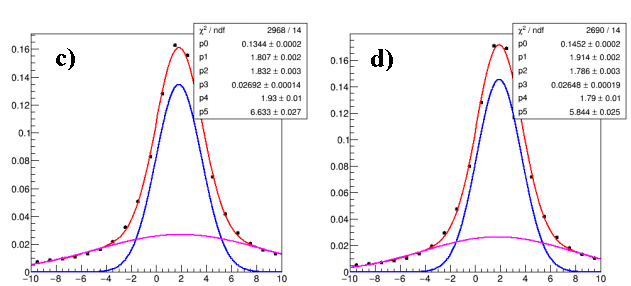 c)
χ² / ndf 2968 / 14
p0 0.1344 ± 0.0002
p1 1.807 ± 0.002
p2 1.832 ± 0.003
p3 0.02692 ± 0.00014
p4 1.93 ± 0.01
p5 6.633 ± 0.027
0.16
0.14
0.12
0.1
0.08
0.06
0.04
0.02
0
−10 −8 −6 −4 −2 0 2 4 6 8 10
d)
χ² / ndf 2690 / 14
p0 0.1452 ± 0.0002
p1 1.914 ± 0.002
p2 1.786 ± 0.003
p3 0.02648 ± 0.00019
p4 1.79 ± 0.01
p5 5.844 ± 0.025
0.16
0.14
0.12
0.1
0.08
0.06
0.04
0.02
0
−10 −8 −6 −4 −2 0 2 4 6 8 10